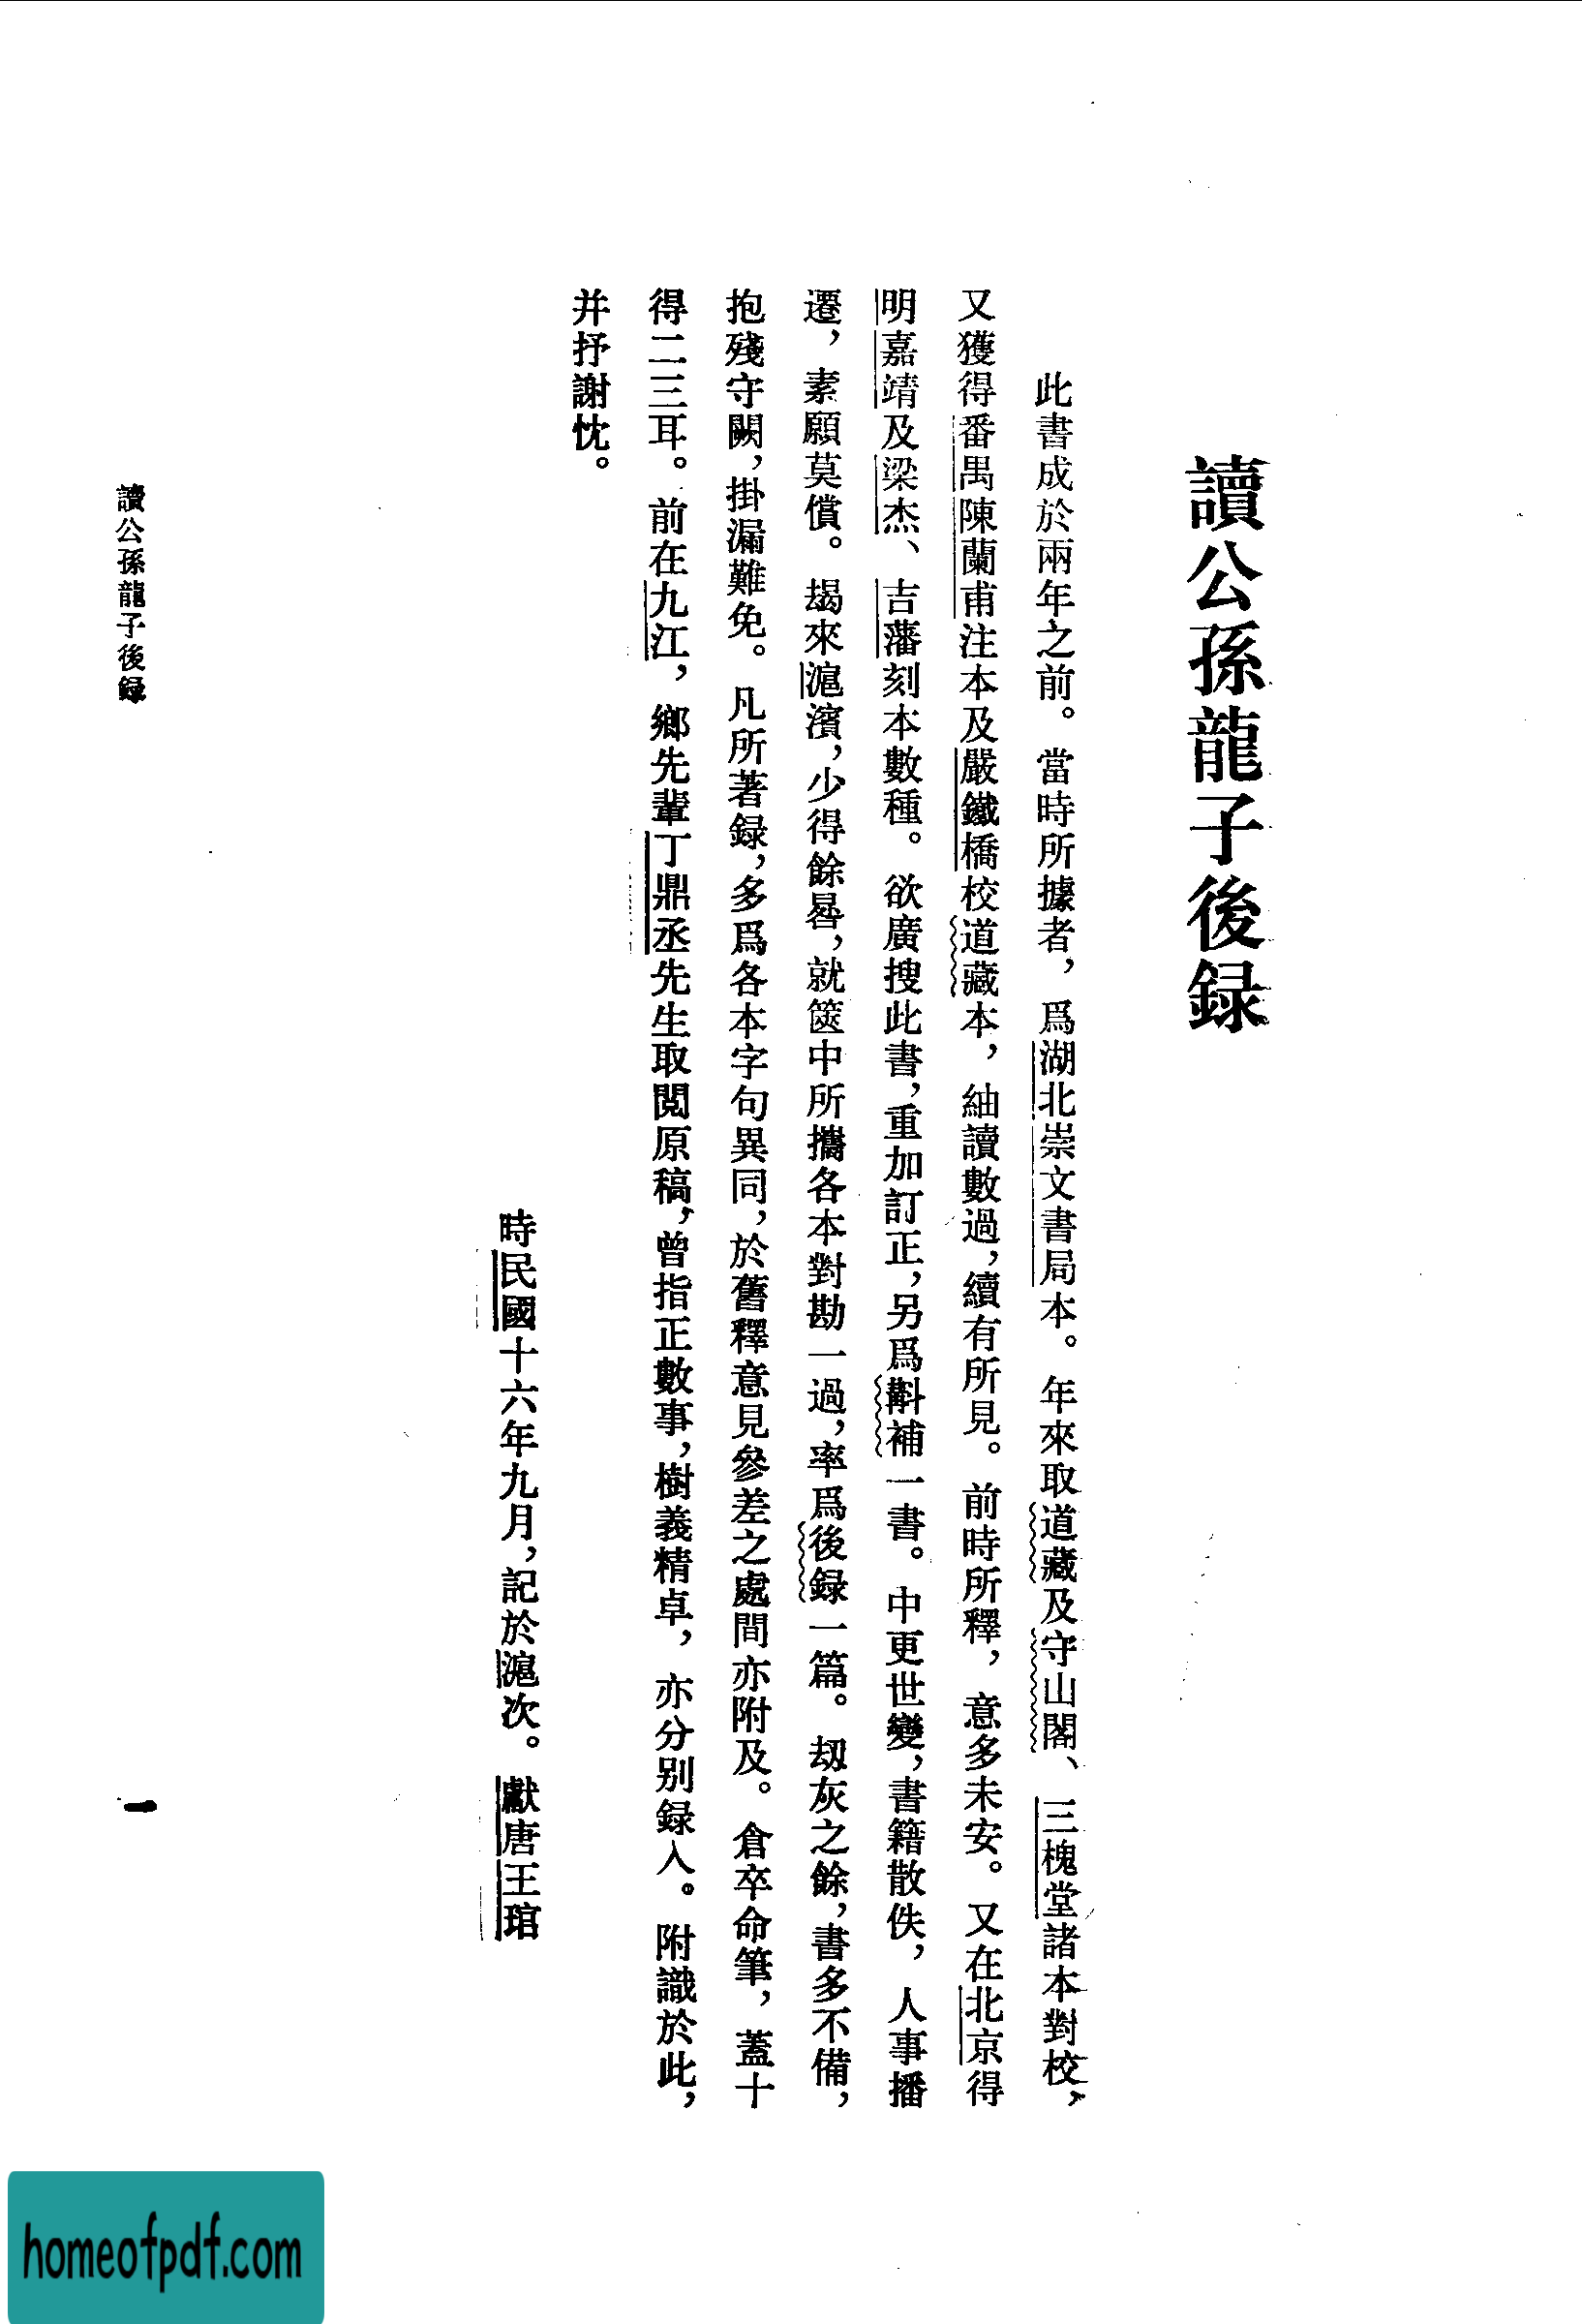 讀公孫龍子後録
此書成於兩年之前。當時所據者，爲湖北崇文書局本。年來取道藏及守山閣、三槐堂諸本對校，
又獲得番禺陳蘭甫注本及嚴鐵橋校道藏本，紬讀數過，續有所見。前時所釋，意多未安。又在北京得
明嘉靖及梁杰、吉藩刻本數種。欲廣搜此書，重加訂正，另爲斠補一書。中更世變，書籍散佚，人事播
遷，素願莫償。朅來滬濱，少得餘晷，就篋中所攜各本對勘一過，率爲後録一篇。刼灰之餘，書多不備，
抱殘守闕，掛漏難免。凡所著録，多爲各本字句異同，於舊釋意見參差之處間亦附及。倉卒命筆，蓋十
得二三耳。前在九江，鄉先輩丁鼎丞先生取閲原稿，曾指正數事，樹義精卓，亦分别録入。附識於此，
并抒謝忱。
時民國十六年九月，記於滬次。獻唐王琯
讀公孫龍子後録
一
homeofpdf.com